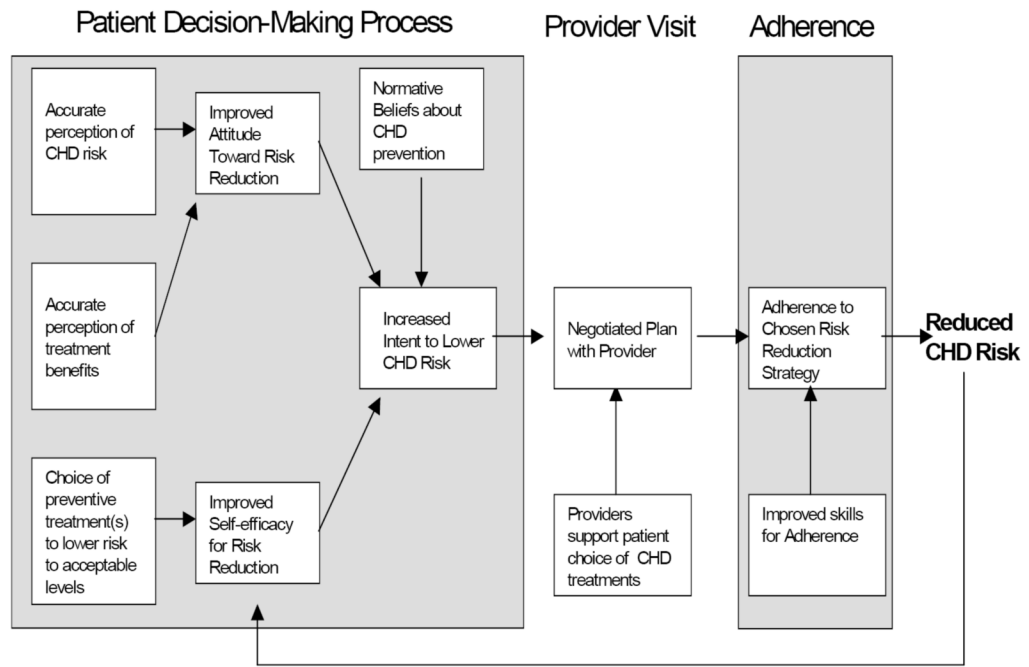 Patient Decision-Making Process
Provider Visit
Adherence
Accurate
perception of
CHD risk
Improved
Attitude
Toward Risk
Reduction
Normative
Beliefs about
CHD
prevention
Accurate
perception of
treatment
benefits
Increased
Intent to Lower
CHD Risk
Negotiated Plan
with Provider
Adherence to
Chosen Risk
Reduction
Strategy
Reduced
CHD Risk
Choice of
preventive
treatment(s)
to lower risk
to acceptable
levels
Improved
Self-efficacy
for Risk
Reduction
Providers
support patient
choice of CHD
treatments
Improved skills
for Adherence